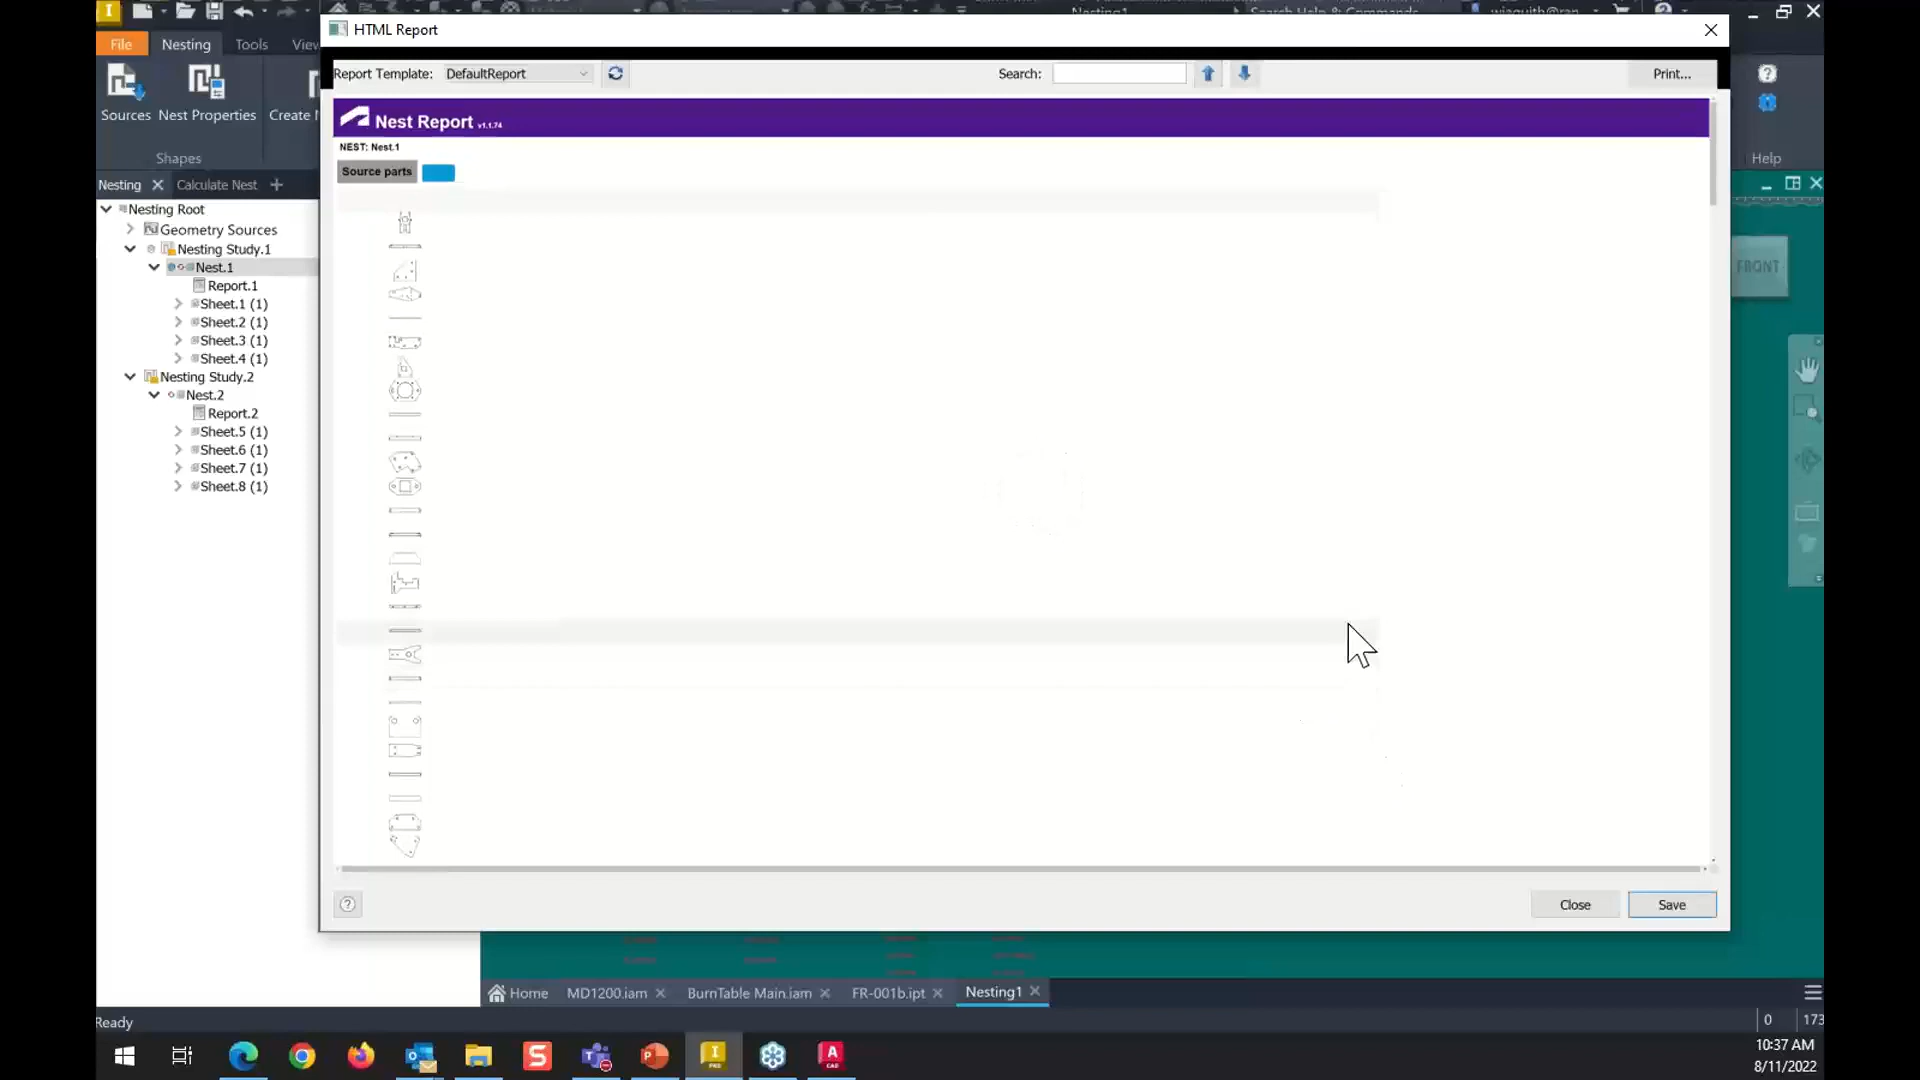 HTML Report
Report Template: DefaultReport
Search:
Print...
Nest Report v1.1.74
NEST: Nest.1
Source parts
File
Nesting
Tools
Sources
Nest Properties
Create
Shapes
Help
Nesting
Calculate Nest
Nesting Root
Geometry Sources
Nesting Study.1
Nest.1
Report.1
Sheet.1 (1)
Sheet.2 (1)
Sheet.3 (1)
Sheet.4 (1)
Nesting Study.2
Nest.2
Report.2
Sheet.5 (1)
Sheet.6 (1)
Sheet.7 (1)
Sheet.8 (1)
FRONT
Close
Save
Home
MD1200.iam
BurnTable Main.iam
FR-001b.ipt
Nesting1
Ready
0
173
10:37 AM
8/11/2022